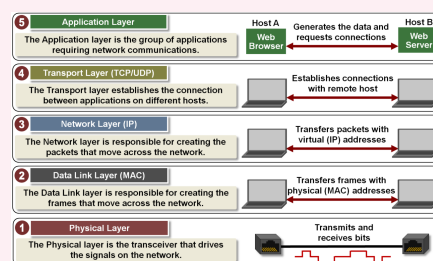 5 Application Layer
The Application layer is the group of applications
requiring network communications.
Host A
Web
Browser
Generates the data and
requests connections
Host B
Web
Server
4 Transport Layer (TCP/UDP)
The Transport layer establishes the connection
between applications on different hosts.
Establishes connections
with remote host
3 Network Layer (IP)
The Network layer is responsible for creating the
packets that move across the network.
Transfers packets with
virtual (IP) addresses
2 Data Link Layer (MAC)
The Data Link layer is responsible for creating the
frames that move across the network.
Transfers frames with
physical (MAC) addresses
1 Physical Layer
The Physical layer is the transceiver that drives
the signals on the network.
Transmits and
receives bits